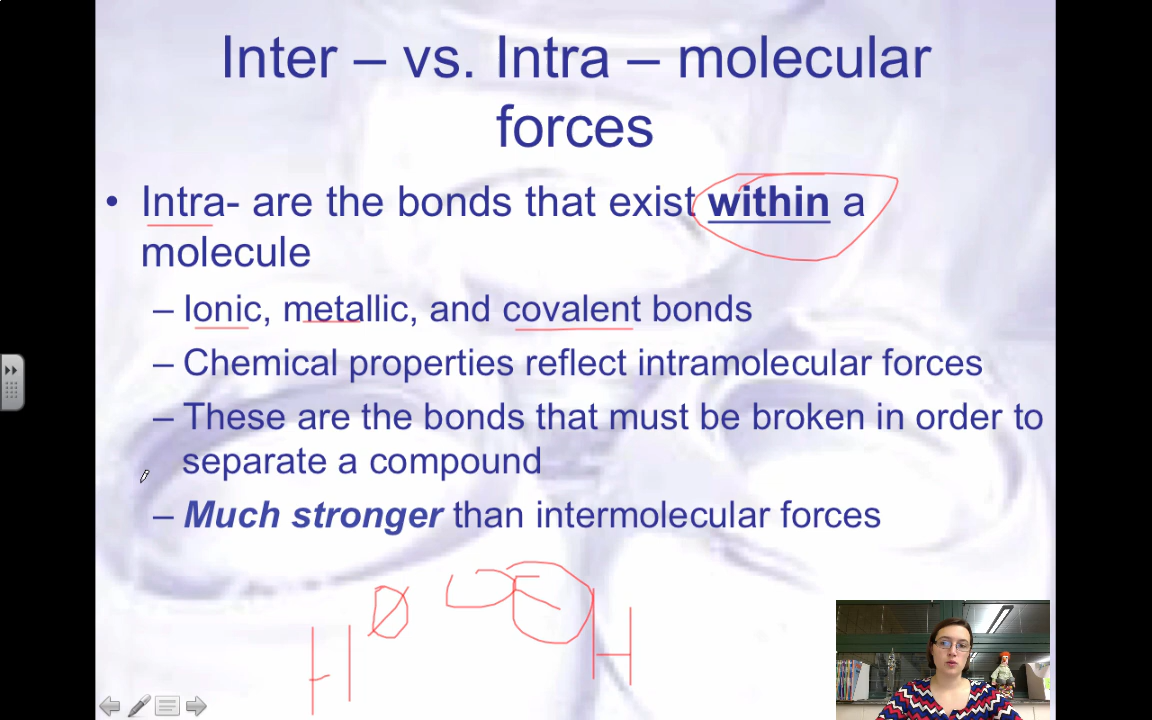 Inter – vs. Intra – molecular
forces
• Intra- are the bonds that exist within a
molecule
– Ionic, metallic, and covalent bonds
– Chemical properties reflect intramolecular forces
– These are the bonds that must be broken in order to
separate a compound
– Much stronger than intermolecular forces
H H